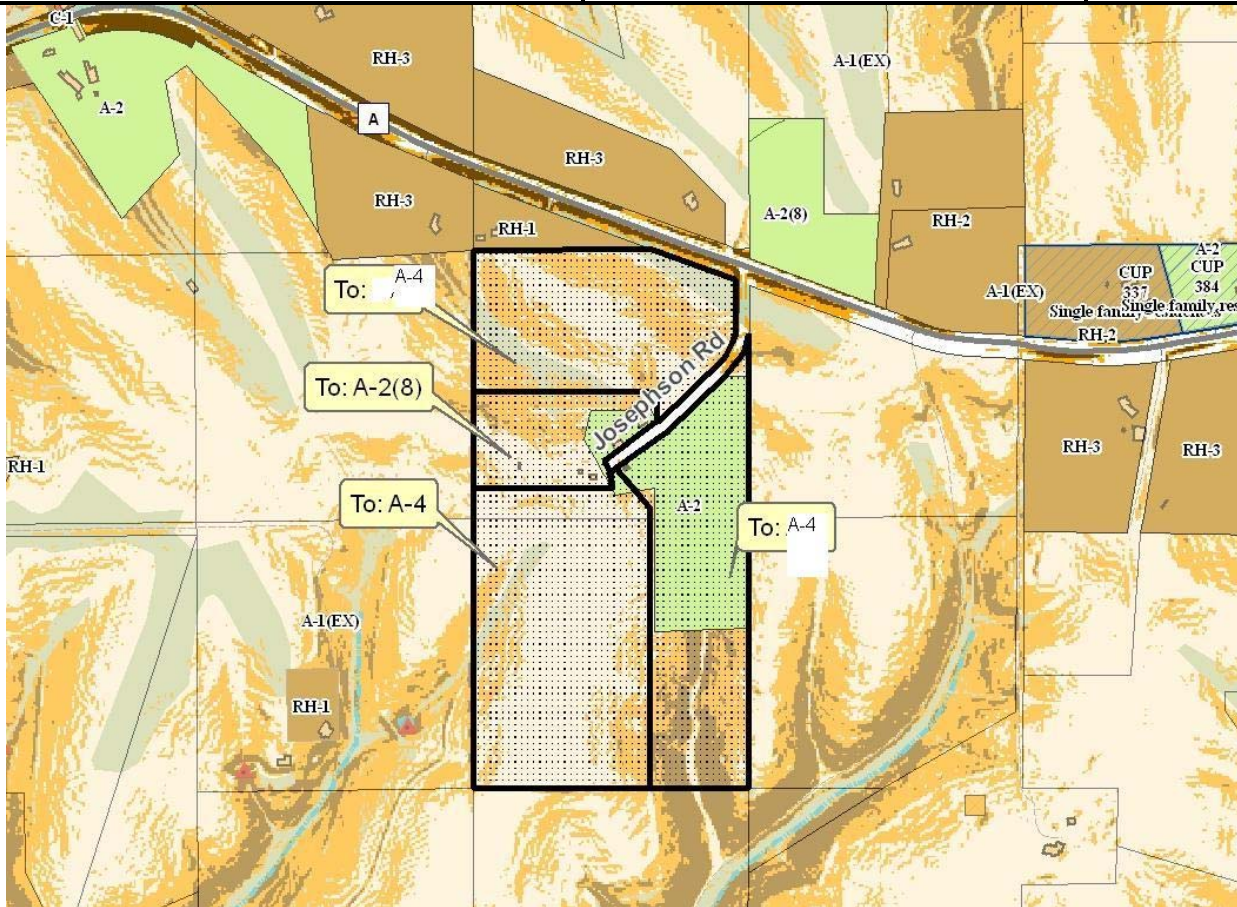 C-1
RH-3
A-1(EX)
A-2
A
RH-3
RH-3
A-2(8)
RH-2
RH-1
A-2
CUP
384
CUP
337
A-1(EX)
Single family
Single family res
RH-2
To: A-4
To: A-2(8)
Josephson Rd
RH-3
RH-3
RH-1
To: A-4
A-2
To: A-4
A-1(EX)
RH-1